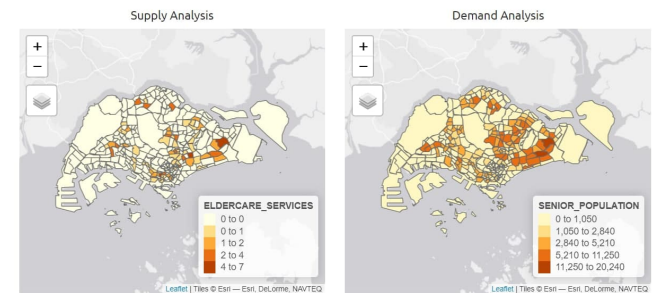 Supply Analysis
+
−
ELDERCARE_SERVICES
0 to 0
0 to 1
1 to 2
2 to 4
4 to 7
Leaflet | Tiles © Esri — Esri, DeLorme, NAVTEQ
Demand Analysis
+
−
SENIOR_POPULATION
0 to 1,050
1,050 to 2,840
2,840 to 5,210
5,210 to 11,250
11,250 to 20,240
Leaflet | Tiles © Esri — Esri, DeLorme, NAVTEQ